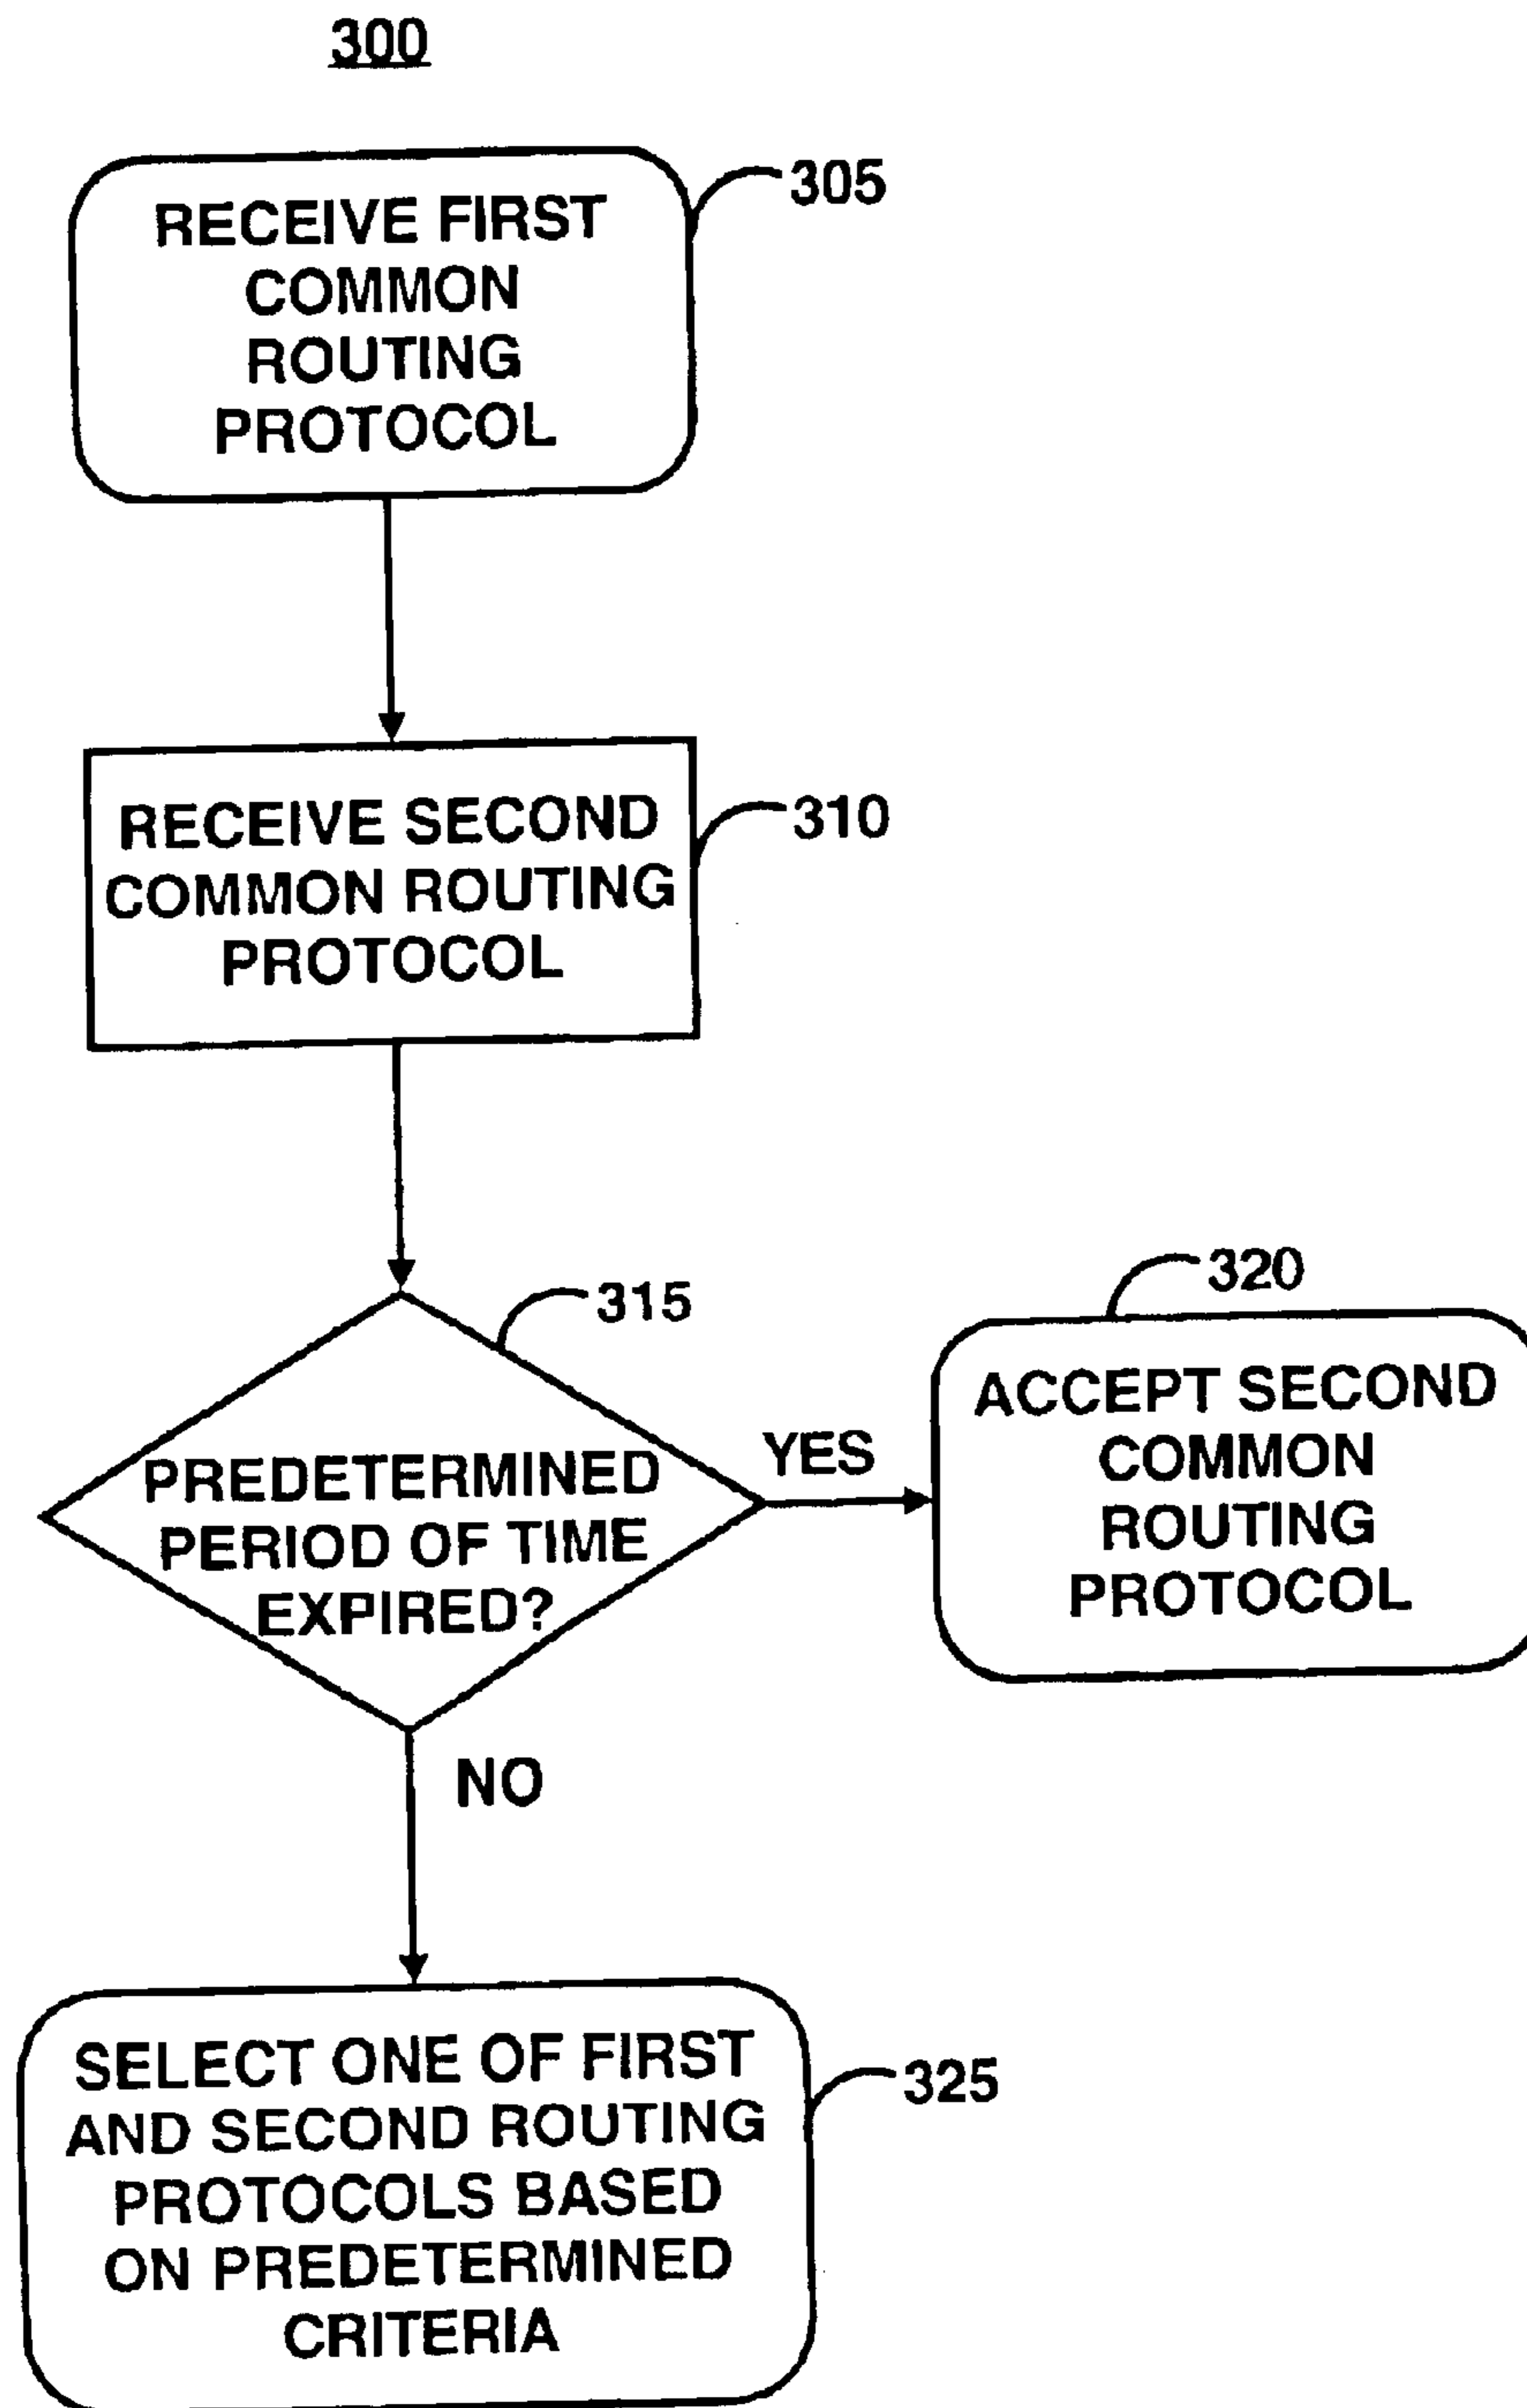 300
RECEIVE FIRST
COMMON
ROUTING
PROTOCOL
305
RECEIVE SECOND
COMMON ROUTING
PROTOCOL
310
PREDETERMINED
PERIOD OF TIME
EXPIRED?
315
YES
ACCEPT SECOND
COMMON
ROUTING
PROTOCOL
320
NO
SELECT ONE OF FIRST
AND SECOND ROUTING
PROTOCOLS BASED
ON PREDETERMINED
CRITERIA
325